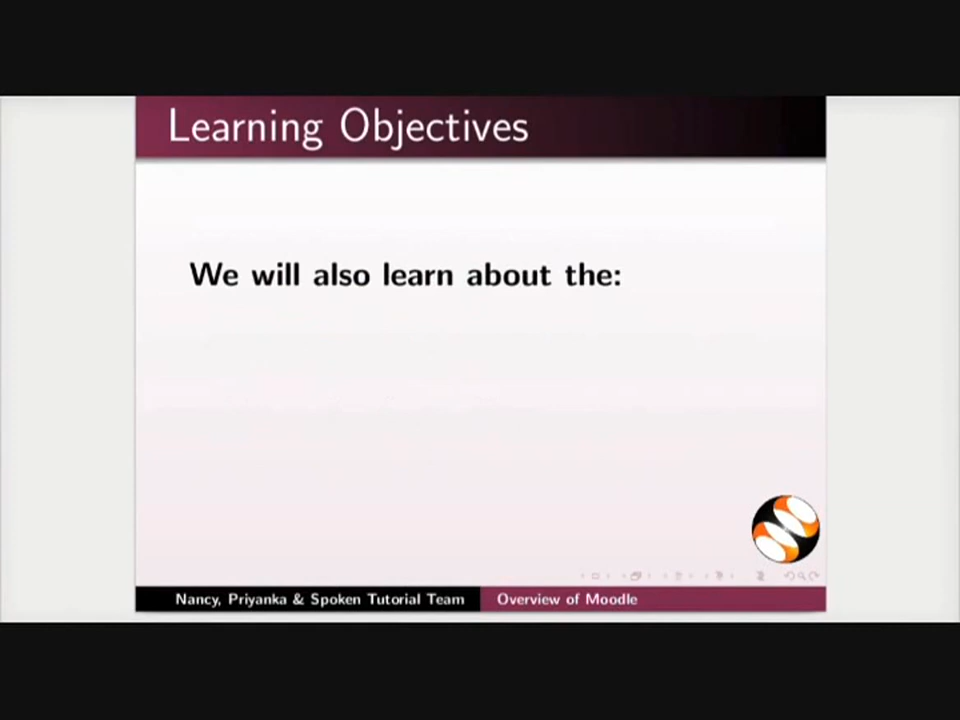 Learning Objectives
We will also learn about the:
Nancy, Priyanka & Spoken Tutorial Team
Overview of Moodle